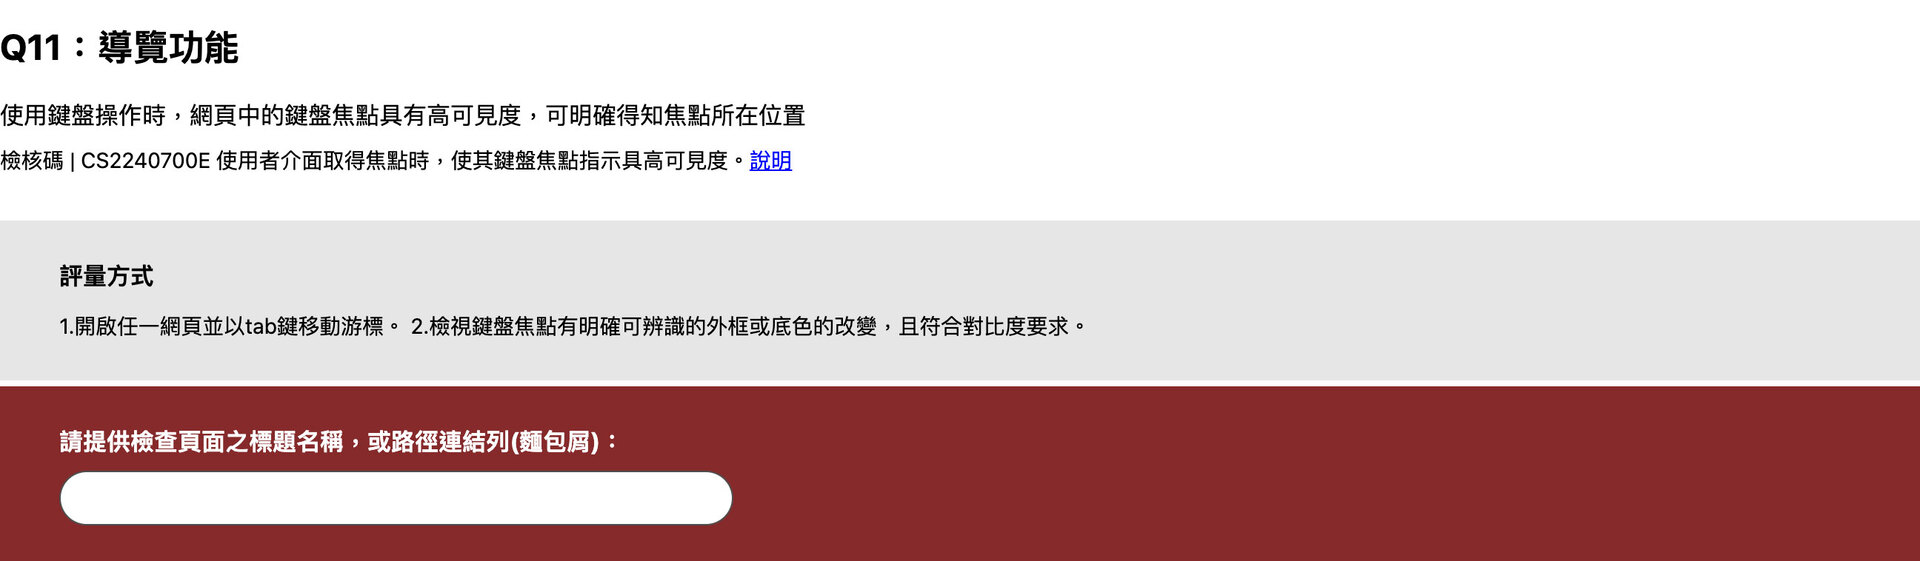 Q11：導覽功能
使用鍵盤操作時，網頁中的鍵盤焦點具有高可見度，可明確得知焦點所在位置
檢核碼 | CS2240700E 使用者介面取得焦點時，使其鍵盤焦點指示具高可見度。說明
評量方式
1.開啟任一網頁並以tab鍵移動游標。 2.檢視鍵盤焦點有明確可辨識的外框或底色的改變，且符合對比度要求。
請提供檢查頁面之標題名稱，或路徑連結列(麵包屑)：